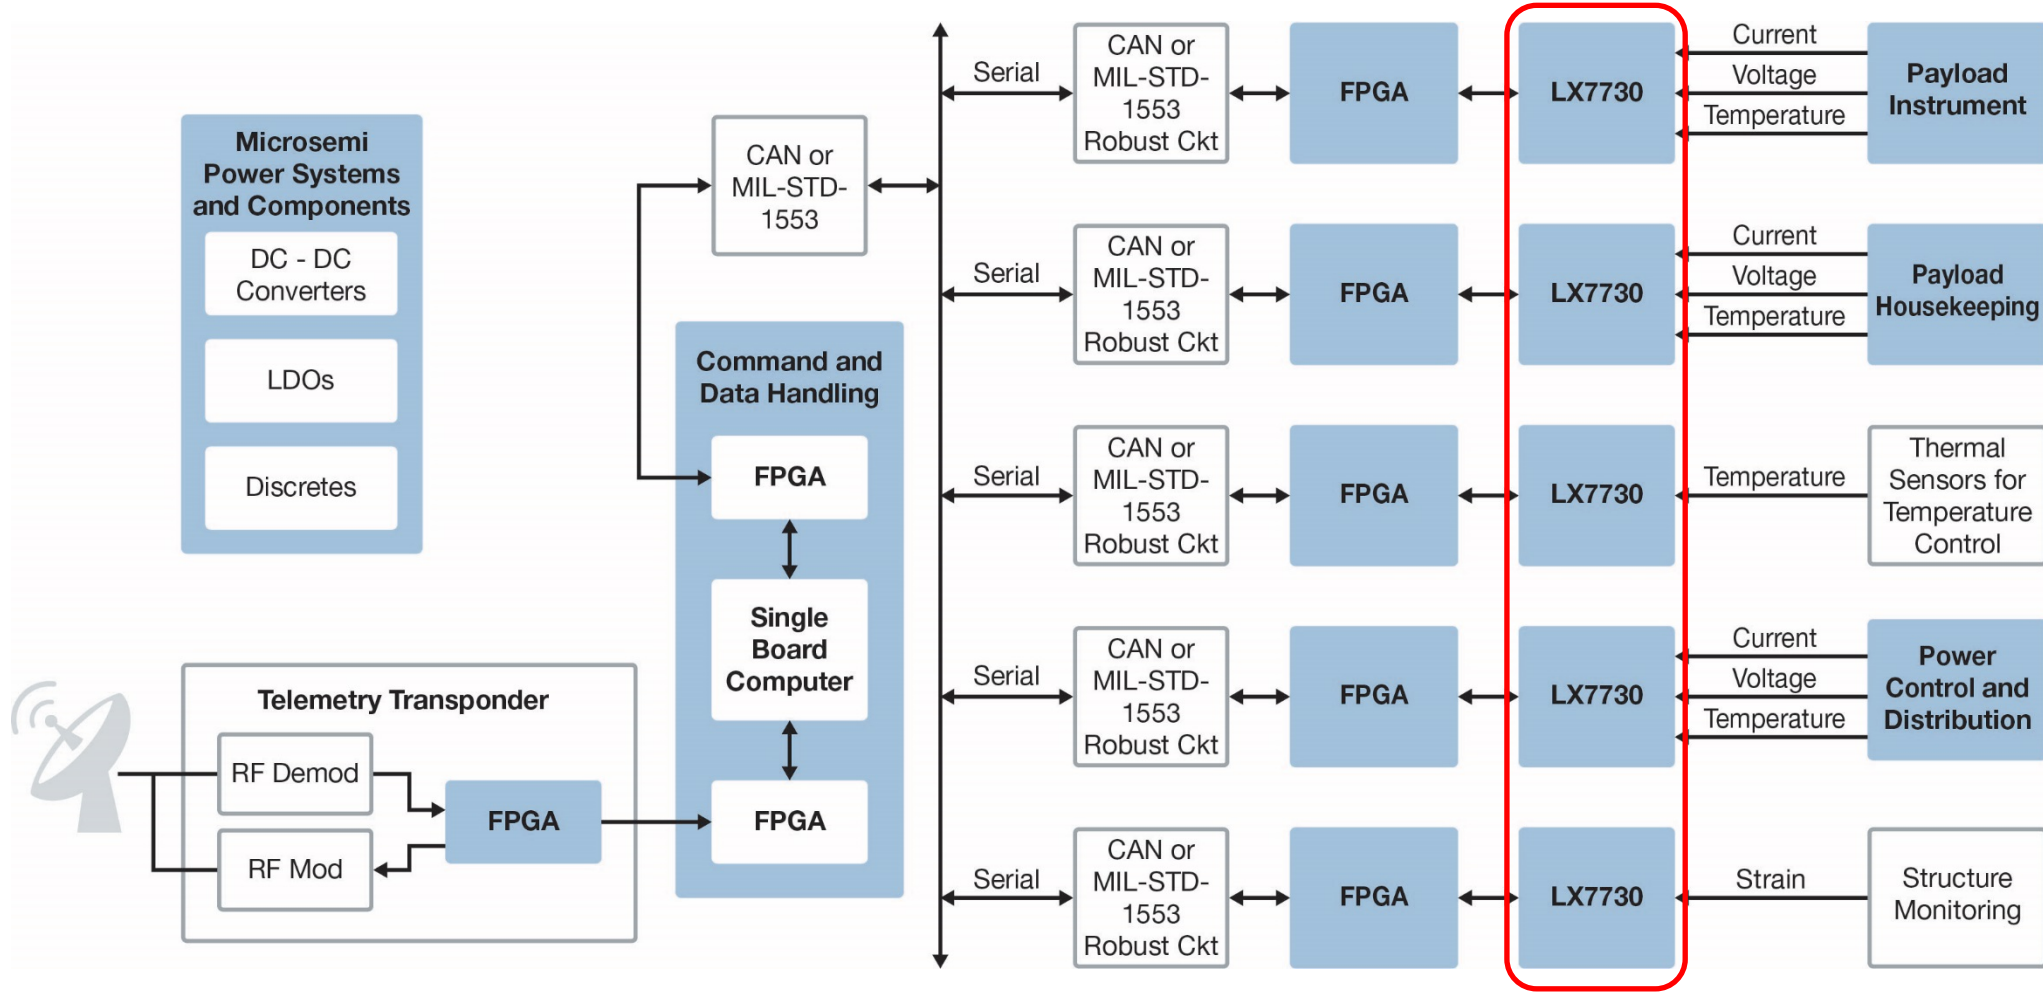 Microsemi
Power Systems
and Components
DC - DC
Converters
LDOs
Discretes
Telemetry Transponder
RF Demod
RF Mod
FPGA
CAN or
MIL-STD-
1553
Command and
Data Handling
FPGA
Single
Board
Computer
FPGA
Serial
CAN or
MIL-STD-
1553
Robust Ckt
FPGA
LX7730
Current
Voltage
Temperature
Payload
Instrument
Serial
CAN or
MIL-STD-
1553
Robust Ckt
FPGA
LX7730
Current
Voltage
Temperature
Payload
Housekeeping
Serial
CAN or
MIL-STD-
1553
Robust Ckt
FPGA
LX7730
Temperature
Thermal
Sensors for
Temperature
Control
Serial
CAN or
MIL-STD-
1553
Robust Ckt
FPGA
LX7730
Current
Voltage
Temperature
Power
Control and
Distribution
Serial
CAN or
MIL-STD-
1553
Robust Ckt
FPGA
LX7730
Strain
Structure
Monitoring